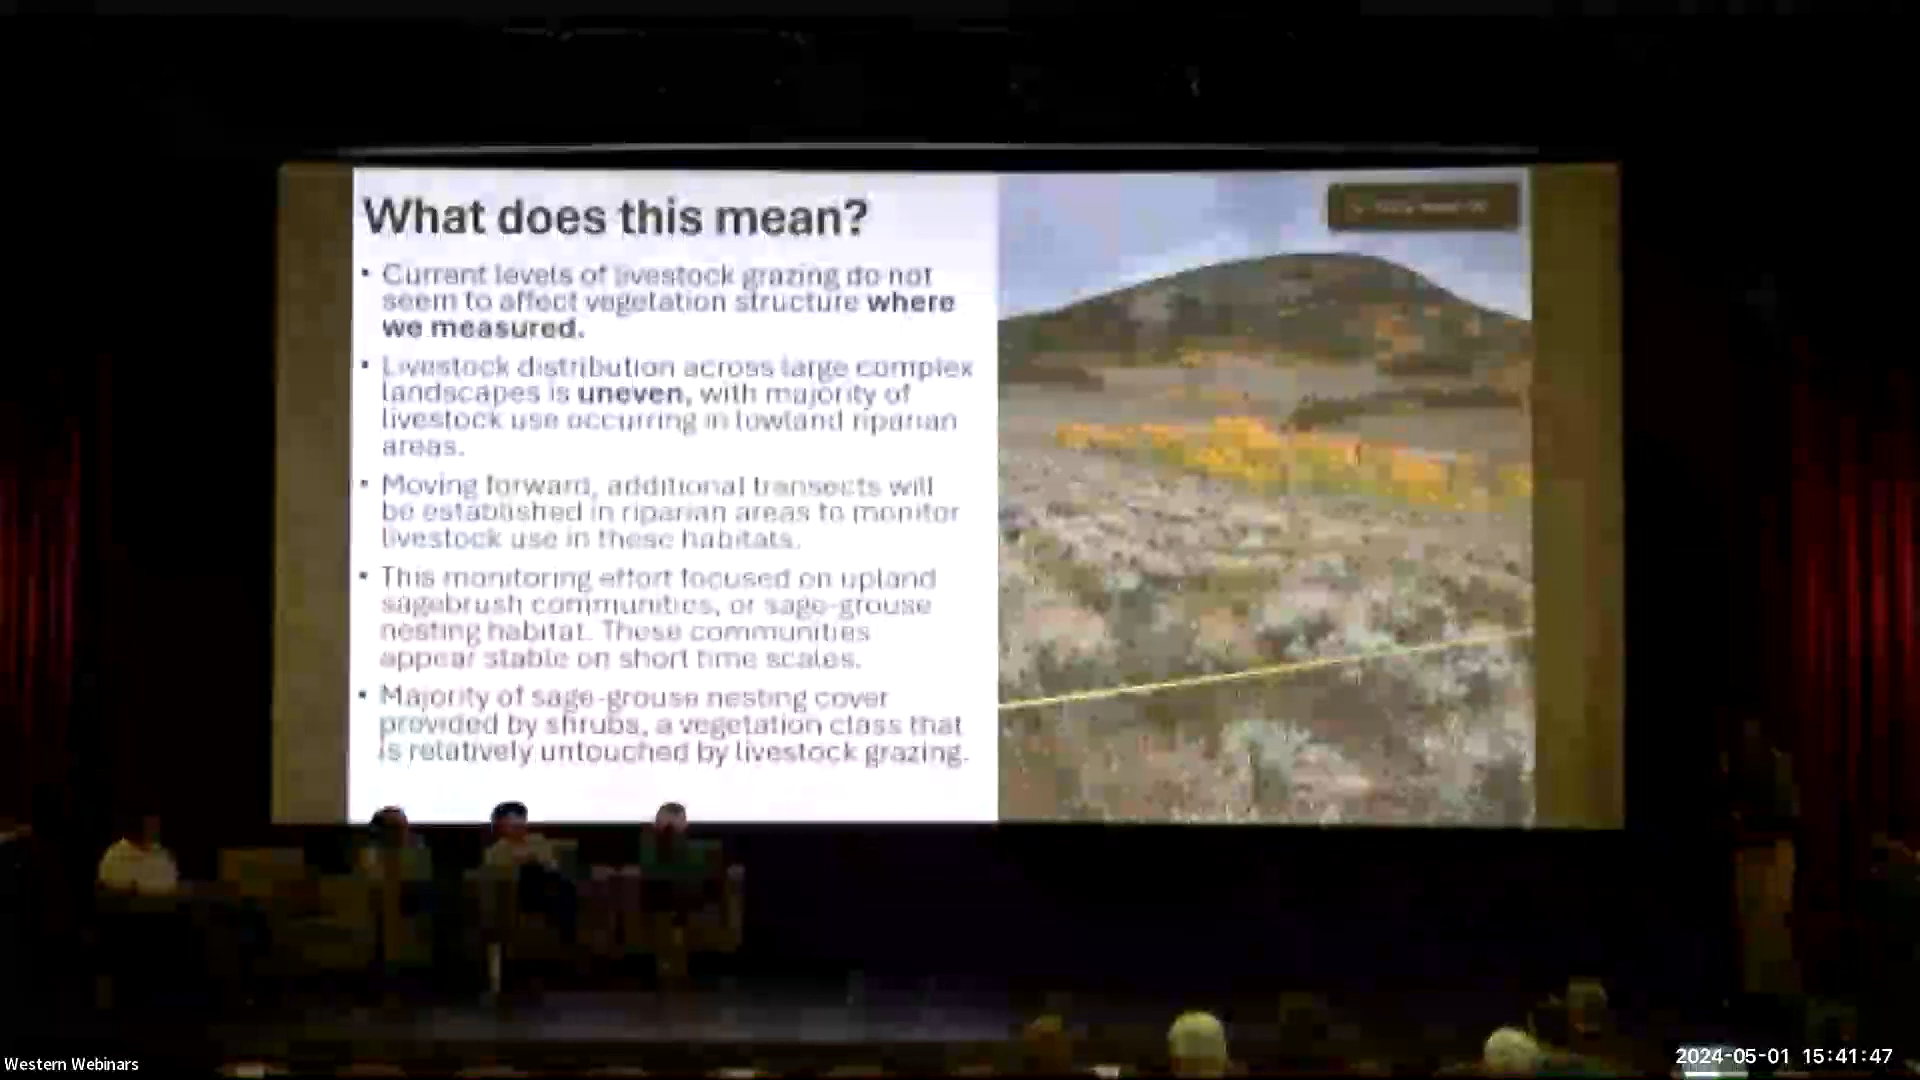 What does this mean?
• Current levels of livestock grazing do not
seem to affect vegetation structure where
we measured.
• Livestock distribution across large complex
landscapes is uneven, with majority of
livestock use occurring in lowland riparian
areas.
• Moving forward, additional transects will
be established in riparian areas to monitor
livestock use in these habitats.
• This monitoring effort focused on upland
sagebrush communities, or sage-grouse
nesting habitat. These communities
appear stable on short time scales.
• Majority of sage-grouse nesting cover
provided by shrubs, a vegetation class that
is relatively untouched by livestock grazing.
Western Webinars
2024-05-01 15:41:47